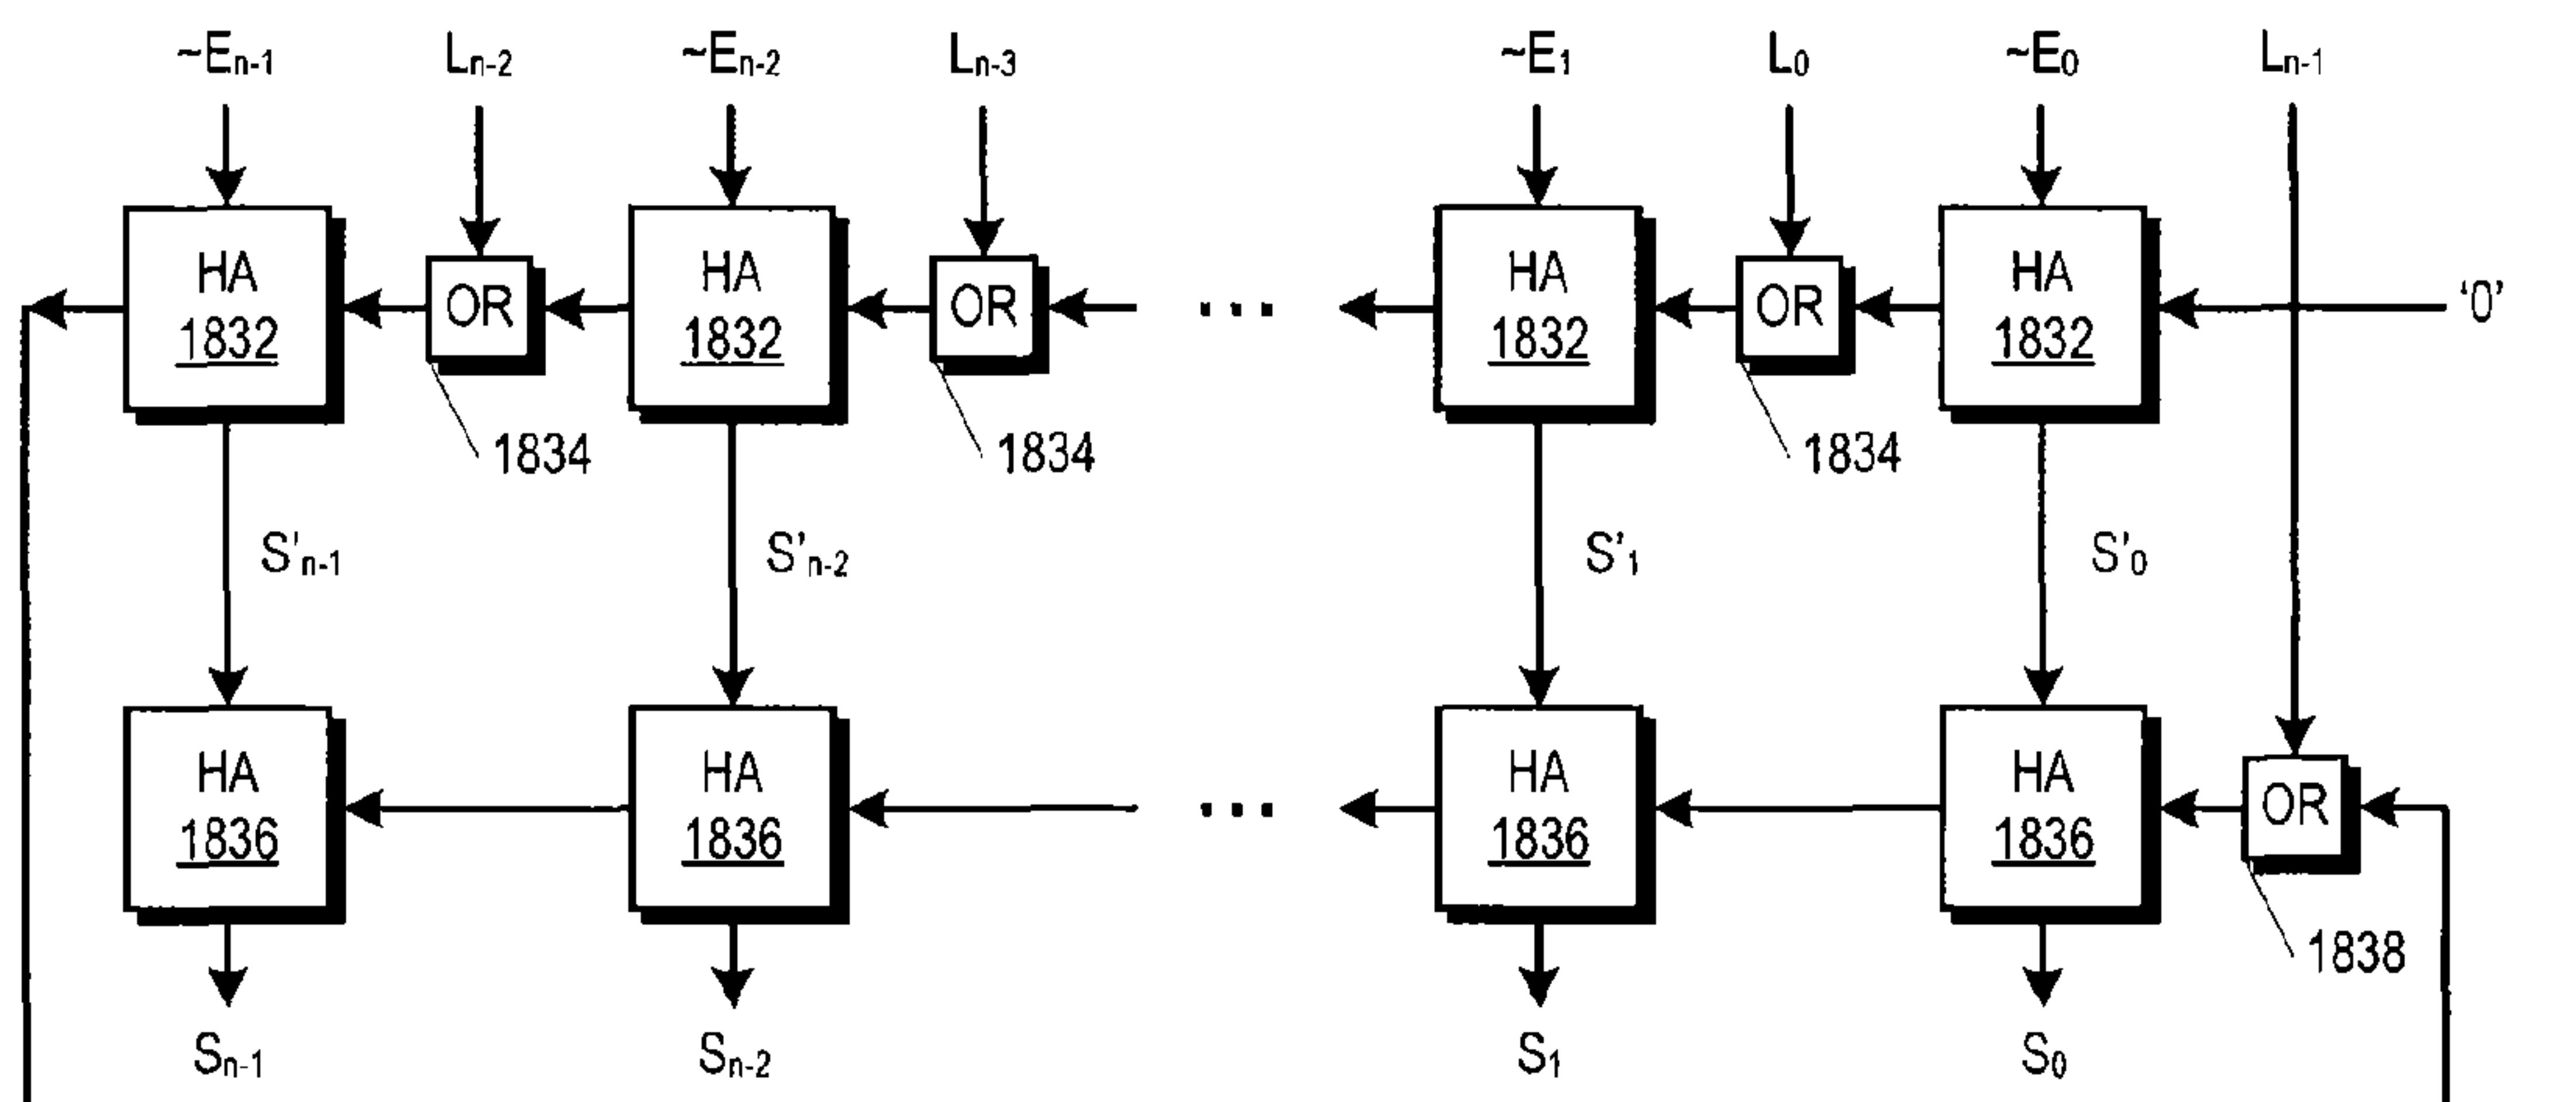 ~Eₙ₋₁ Lₙ₋₂ ~Eₙ₋₂ Lₙ₋₃ ~E₁ L₀ ~E₀ Lₙ₋₁
HA OR HA OR ... HA OR HA '0'
1832 1832 1832 1832
1834 1834 1834
S'ₙ₋₁ S'ₙ₋₂ S'₁ S'₀
HA HA ... HA HA OR
1836 1836 1836 1836
1838
Sₙ₋₁ Sₙ₋₂ S₁ S₀